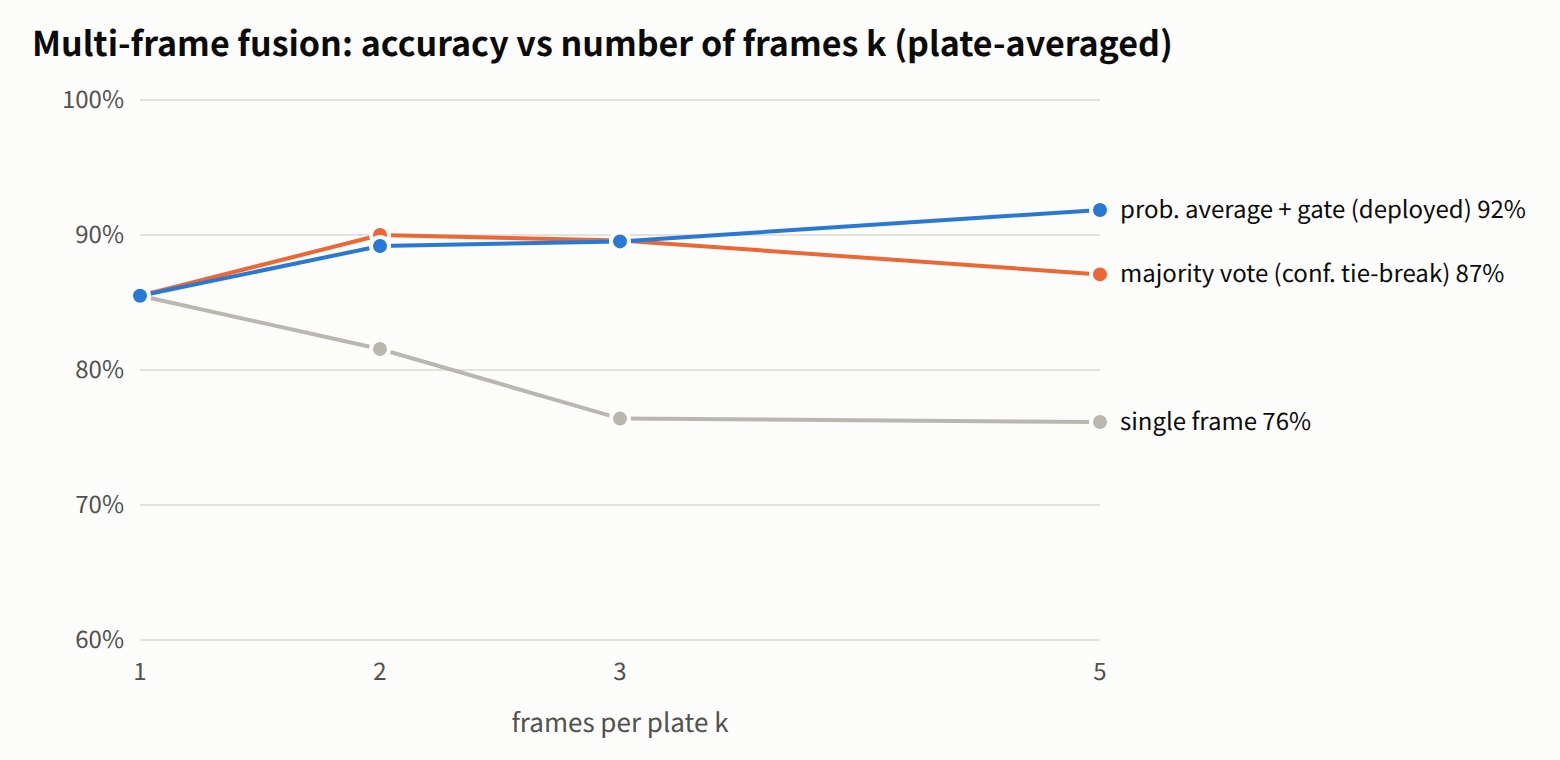 Multi-frame fusion: accuracy vs number of frames k (plate-averaged)
100%
90%
80%
70%
60%
prob. average + gate (deployed) 92%
majority vote (conf. tie-break) 87%
single frame 76%
1 2 3 5
frames per plate k